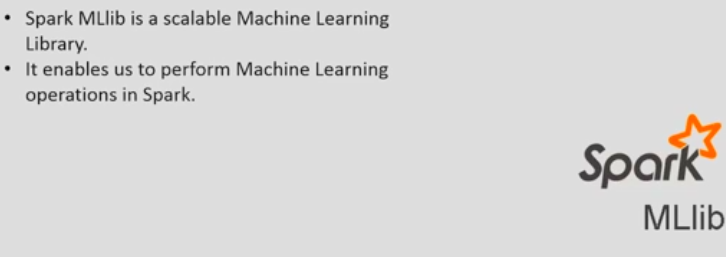 • Spark MLlib is a scalable Machine Learning
Library.
• It enables us to perform Machine Learning
operations in Spark.
Spark
MLlib